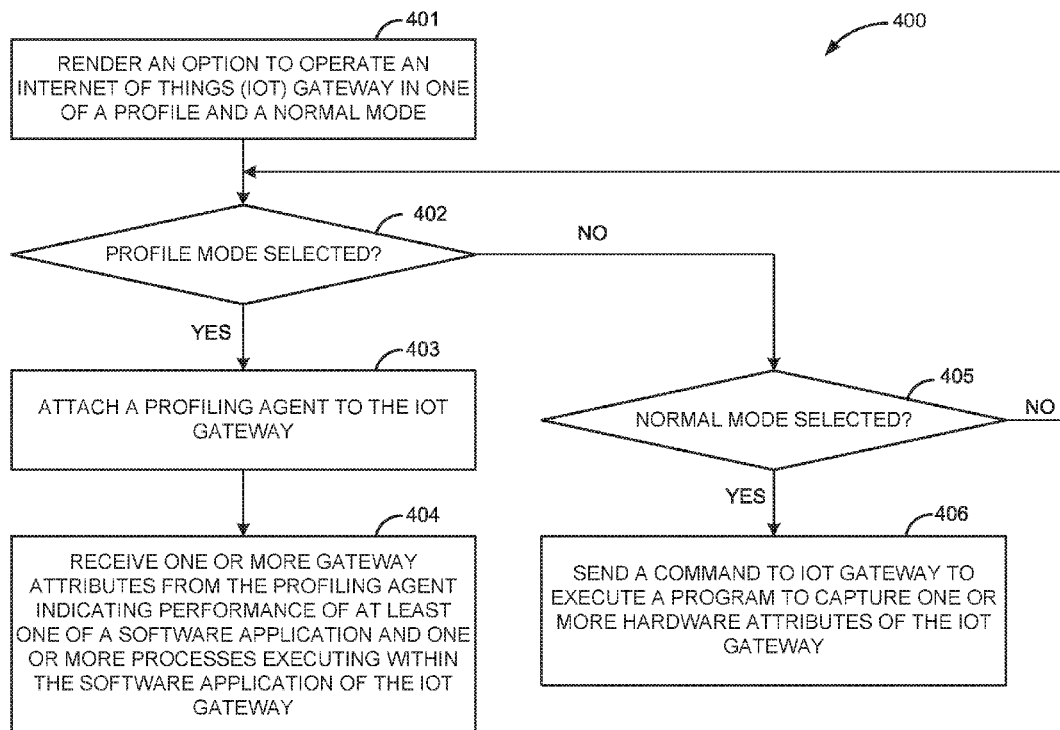 401
400
RENDER AN OPTION TO OPERATE AN
INTERNET OF THINGS (IOT) GATEWAY IN ONE
OF A PROFILE AND A NORMAL MODE
402
PROFILE MODE SELECTED?
NO
YES
403
ATTACH A PROFILING AGENT TO THE IOT
GATEWAY
405
NORMAL MODE SELECTED?
NO
YES
404
RECEIVE ONE OR MORE GATEWAY
ATTRIBUTES FROM THE PROFILING AGENT
INDICATING PERFORMANCE OF AT LEAST
ONE OF A SOFTWARE APPLICATION AND ONE
OR MORE PROCESSES EXECUTING WITHIN
THE SOFTWARE APPLICATION OF THE IOT
GATEWAY
406
SEND A COMMAND TO IOT GATEWAY TO
EXECUTE A PROGRAM TO CAPTURE ONE OR
MORE HARDWARE ATTRIBUTES OF THE IOT
GATEWAY